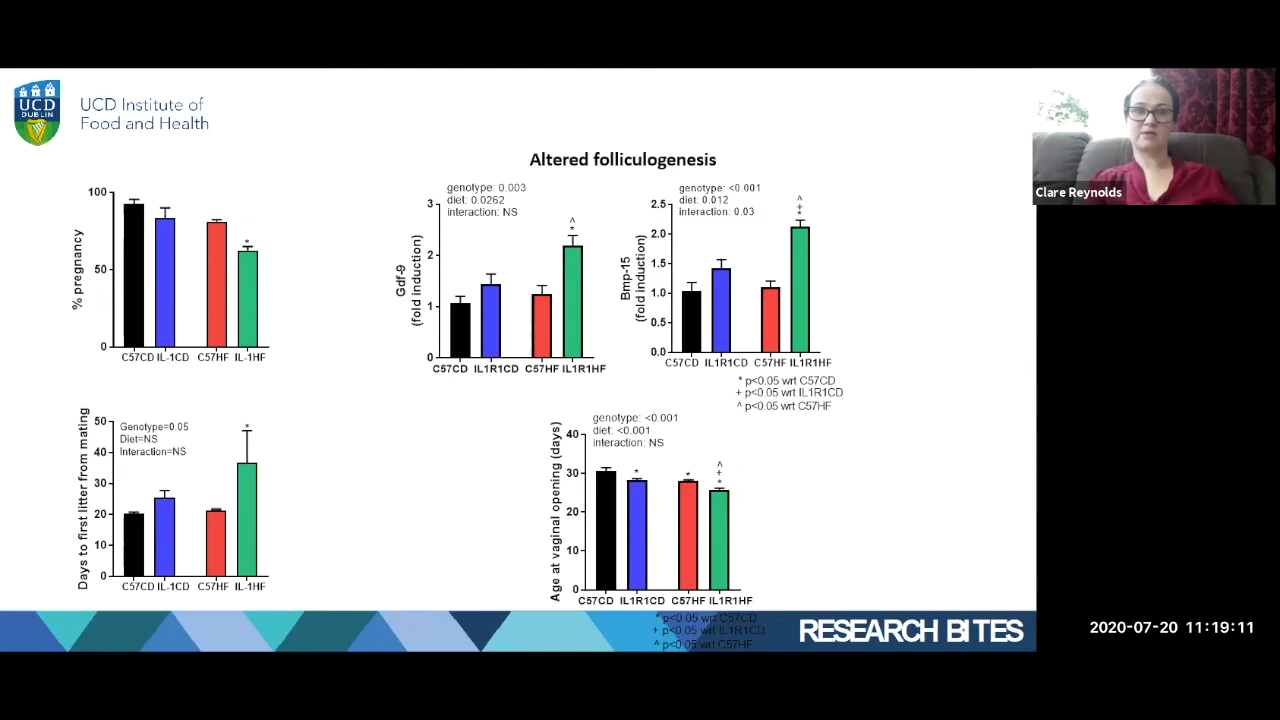 UCD
DUBLIN
UCD Institute of
Food and Health
Clare Reynolds
Altered folliculogenesis
% pregnancy
100
50
0
C57CD IL-1CD C57HF IL-1HF
*
Gdf-9
(fold induction)
genotype: 0.003
diet: 0.0262
interaction: NS
3
2
1
0
^
*
C57CD IL1R1CD C57HF IL1R1HF
Bmp-15
(fold induction)
genotype: <0.001
diet: 0.012
interaction: 0.03
2.5
2.0
1.5
1.0
0.5
0.0
^
+
*
C57CD IL1R1CD C57HF IL1R1HF
* p<0.05 wrt C57CD
+ p<0.05 wrt IL1R1CD
^ p<0.05 wrt C57HF
Days to first litter from mating
50
40
30
20
10
0
Genotype=0.05
Diet=NS
Interaction=NS
*
C57CD IL-1CD C57HF IL-1HF
Age at vaginal opening (days)
genotype: <0.001
diet: <0.001
interaction: NS
40
30
20
10
0
*
*
^
+
*
C57CD IL1R1CD C57HF IL1R1HF
* p<0.05 wrt C57CD
+ p<0.05 wrt IL1R1CD
^ p<0.05 wrt C57HF
RESEARCH BITES
2020-07-20 11:19:11